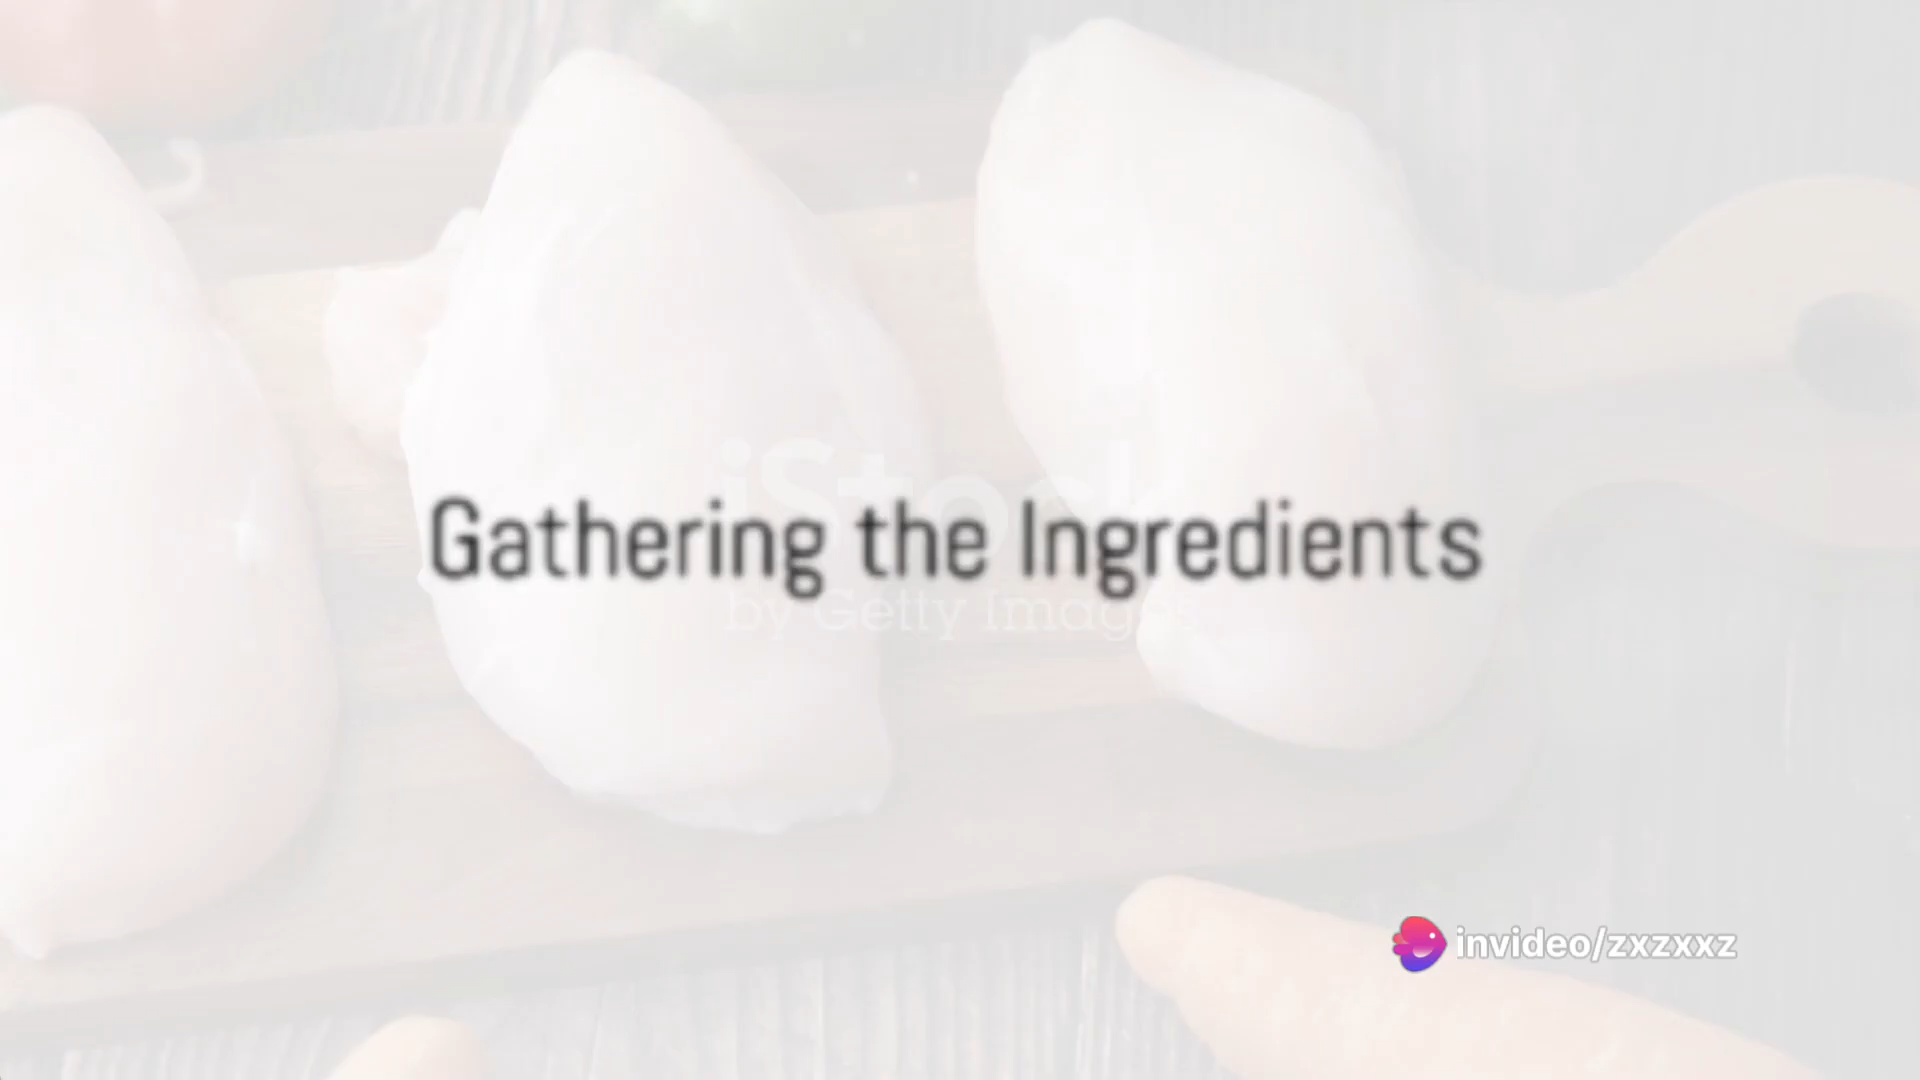 iStock
Gathering the Ingredients
by Getty Images
invideo/zxzxxz